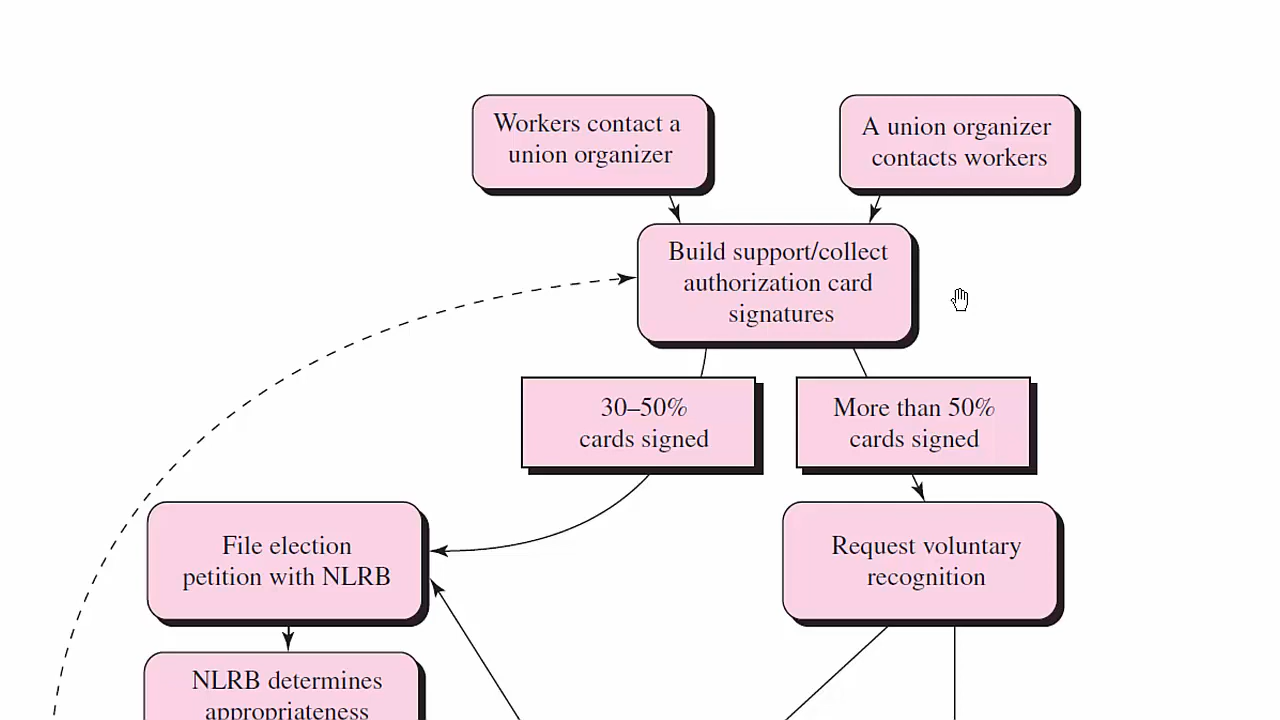 Workers contact a
union organizer
A union organizer
contacts workers
Build support/collect
authorization card
signatures
30–50%
cards signed
More than 50%
cards signed
File election
petition with NLRB
Request voluntary
recognition
NLRB determines
appropriateness